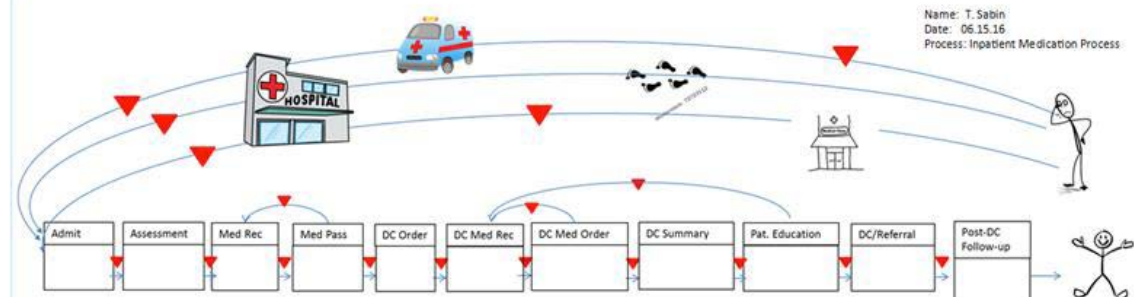 Name: T. Sabin
Date: 06.15.16
Process: Inpatient Medication Process
HOSPITAL
Admit
Assessment
Med Rec
Med Pass
DC Order
DC Med Rec
DC Med Order
DC Summary
Pat. Education
DC/Referral
Post-DC
Follow-up